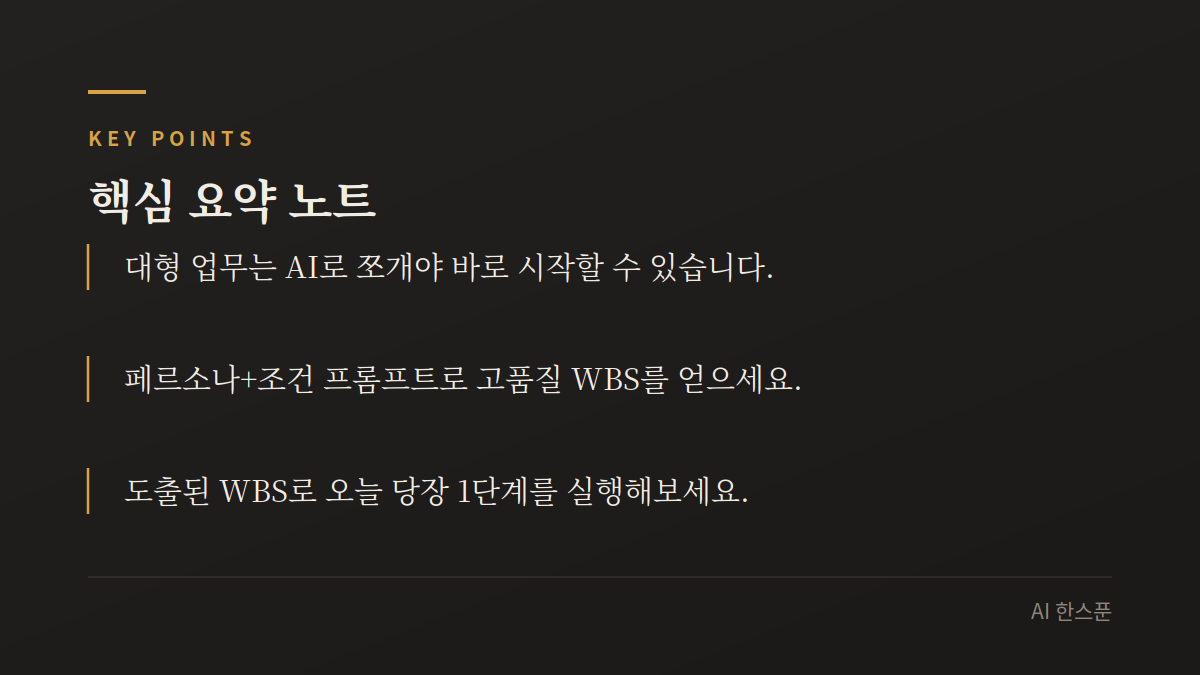 KEY POINTS
핵심 요약 노트
대형 업무는 AI로 쪼개야 바로 시작할 수 있습니다.
페르소나+조건 프롬프트로 고품질 WBS를 얻으세요.
도출된 WBS로 오늘 당장 1단계를 실행해보세요.
AI 한스푼